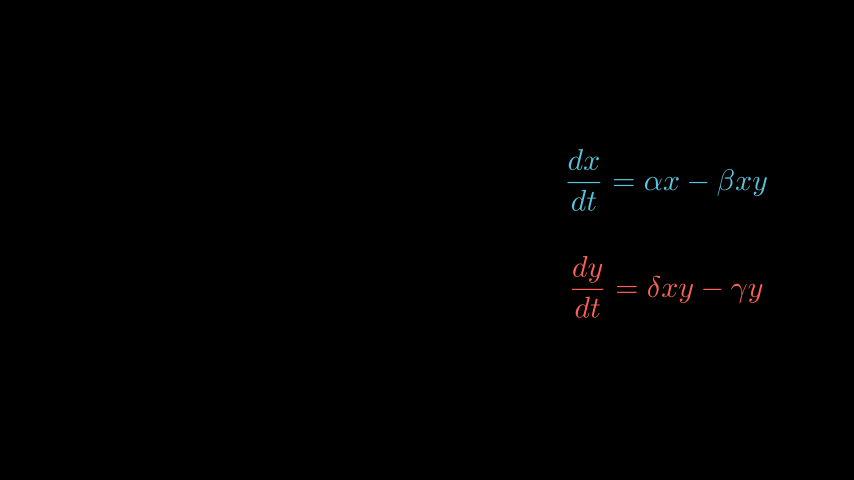 dx/dt = αx − βxy
dy/dt = δxy − γy